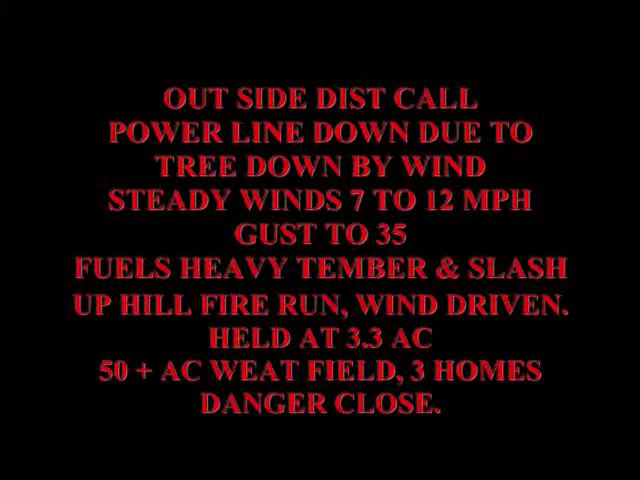 OUT SIDE DIST CALL
POWER LINE DOWN DUE TO
TREE DOWN BY WIND
STEADY WINDS 7 TO 12 MPH
GUST TO 35
FUELS HEAVY TEMBER & SLASH
UP HILL FIRE RUN, WIND DRIVEN.
HELD AT 3.3 AC
50 + AC WEAT FIELD, 3 HOMES
DANGER CLOSE.